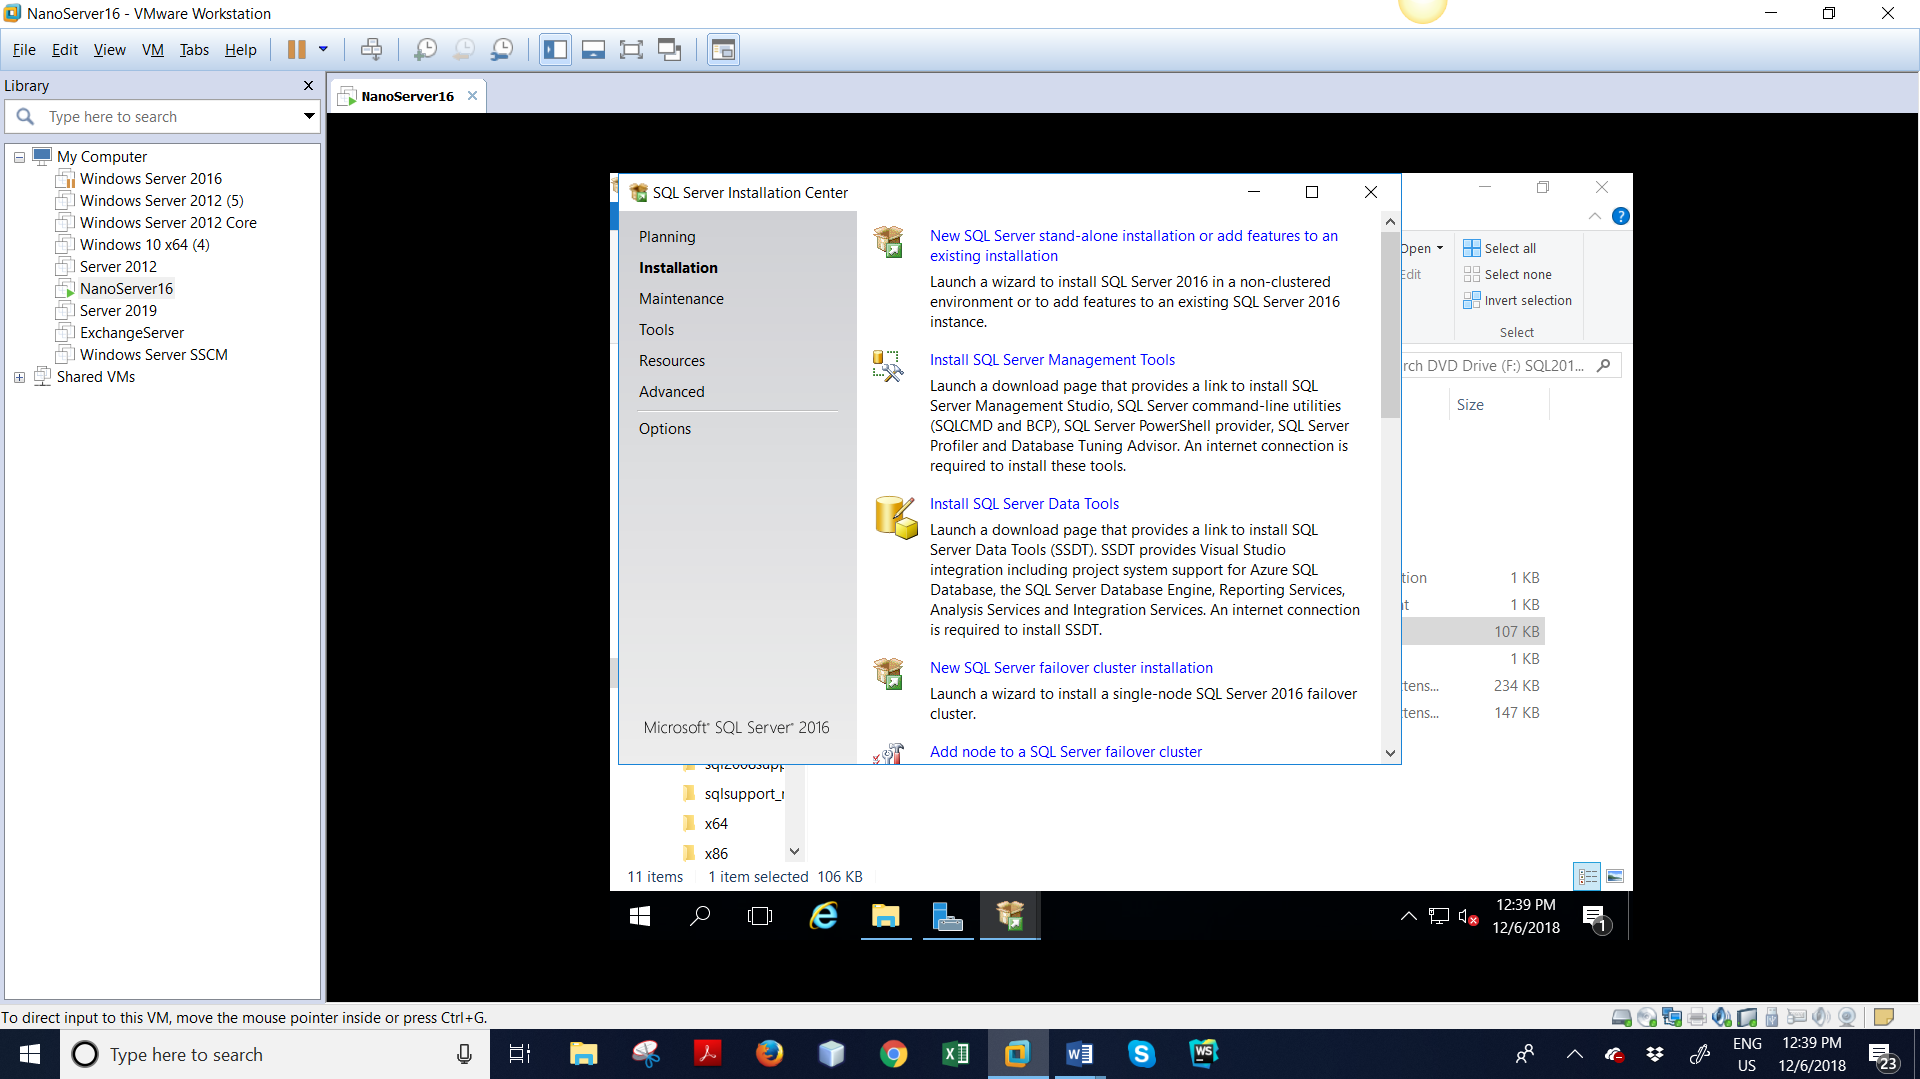 NanoServer16 - VMware Workstation
File Edit View VM Tabs Help
Library
Type here to search
My Computer
Windows Server 2016
Windows Server 2012 (5)
Windows Server 2012 Core
Windows 10 x64 (4)
Server 2012
NanoServer16
Server 2019
ExchangeServer
Windows Server SSCM
Shared VMs
NanoServer16
SQL Server Installation Center
Planning
Installation
Maintenance
Tools
Resources
Advanced
Options
Microsoft SQL Server 2016
New SQL Server stand-alone installation or add features to an
existing installation
Launch a wizard to install SQL Server 2016 in a non-clustered
environment or to add features to an existing SQL Server 2016
instance.
Install SQL Server Management Tools
Launch a download page that provides a link to install SQL
Server Management Studio, SQL Server command-line utilities
(SQLCMD and BCP), SQL Server PowerShell provider, SQL Server
Profiler and Database Tuning Advisor. An internet connection is
required to install these tools.
Install SQL Server Data Tools
Launch a download page that provides a link to install SQL
Server Data Tools (SSDT). SSDT provides Visual Studio
integration including project system support for Azure SQL
Database, the SQL Server Database Engine, Reporting Services,
Analysis Services and Integration Services. An internet connection
is required to install SSDT.
New SQL Server failover cluster installation
Launch a wizard to install a single-node SQL Server 2016 failover
cluster.
Add node to a SQL Server failover cluster
Open
Select all
Edit
Select none
Invert selection
Select
rch DVD Drive (F:) SQL201...
Size
tion 1 KB
t 1 KB
107 KB
1 KB
tens... 234 KB
tens... 147 KB
x64
x86
11 items 1 item selected 106 KB
12:39 PM
12/6/2018
1
To direct input to this VM, move the mouse pointer inside or press Ctrl+G.
Type here to search
WS
ENG
US
12:39 PM
12/6/2018
23